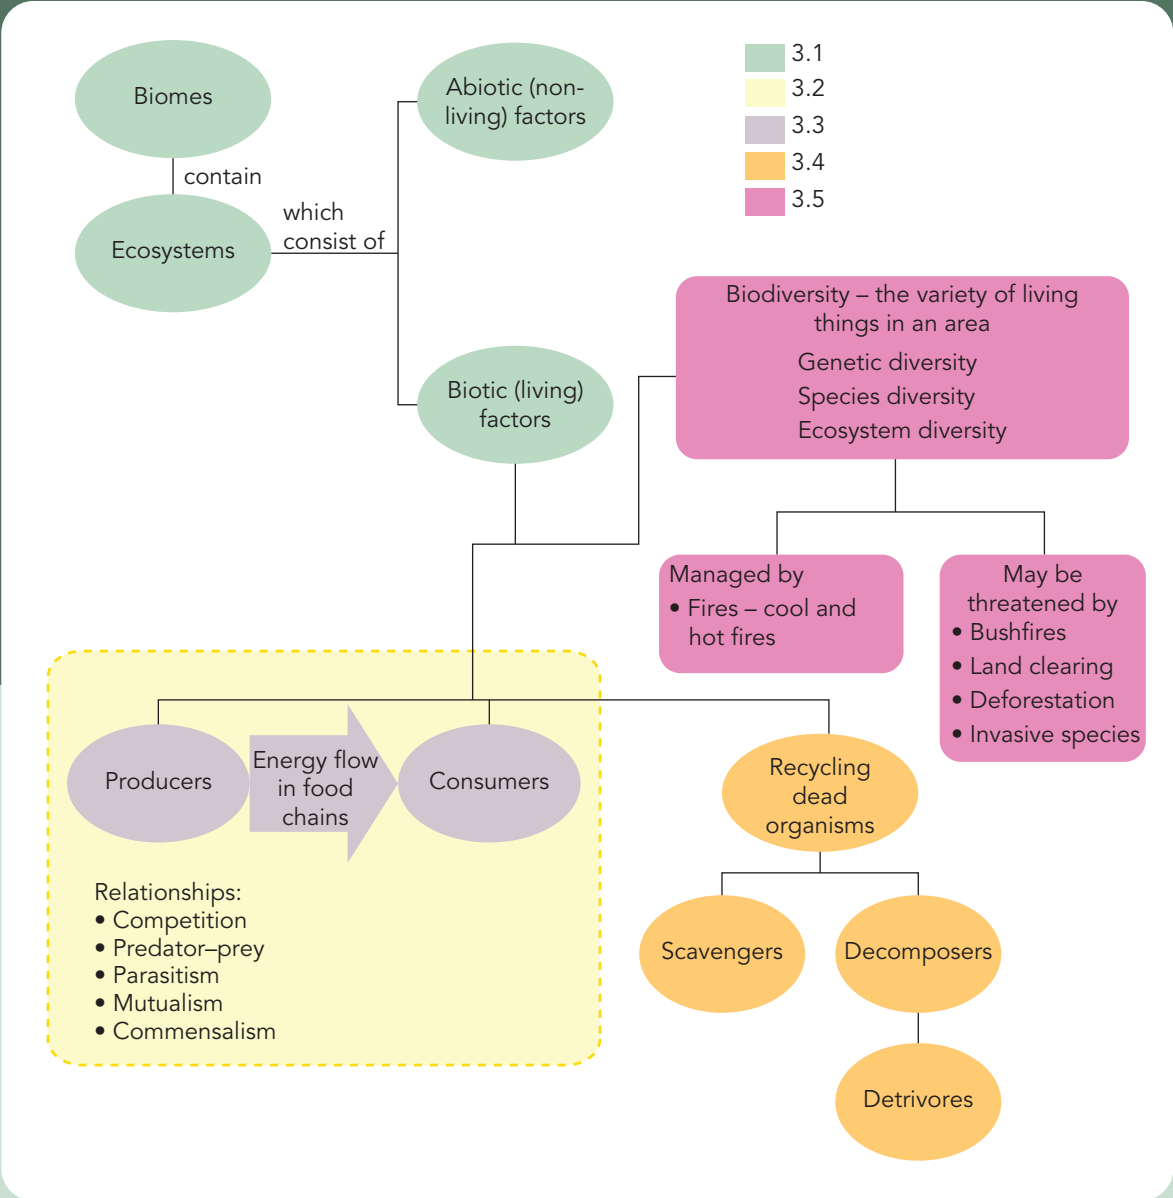 Biomes
contain
Ecosystems
which
consist of
Abiotic (non-
living) factors
Biotic (living)
factors
3.1
3.2
3.3
3.4
3.5
Biodiversity – the variety of living
things in an area
Genetic diversity
Species diversity
Ecosystem diversity
Managed by
• Fires – cool and
hot fires
May be
threatened by
• Bushfires
• Land clearing
• Deforestation
• Invasive species
Producers
Energy flow
in food
chains
Consumers
Relationships:
• Competition
• Predator–prey
• Parasitism
• Mutualism
• Commensalism
Recycling
dead
organisms
Scavengers
Decomposers
Detrivores